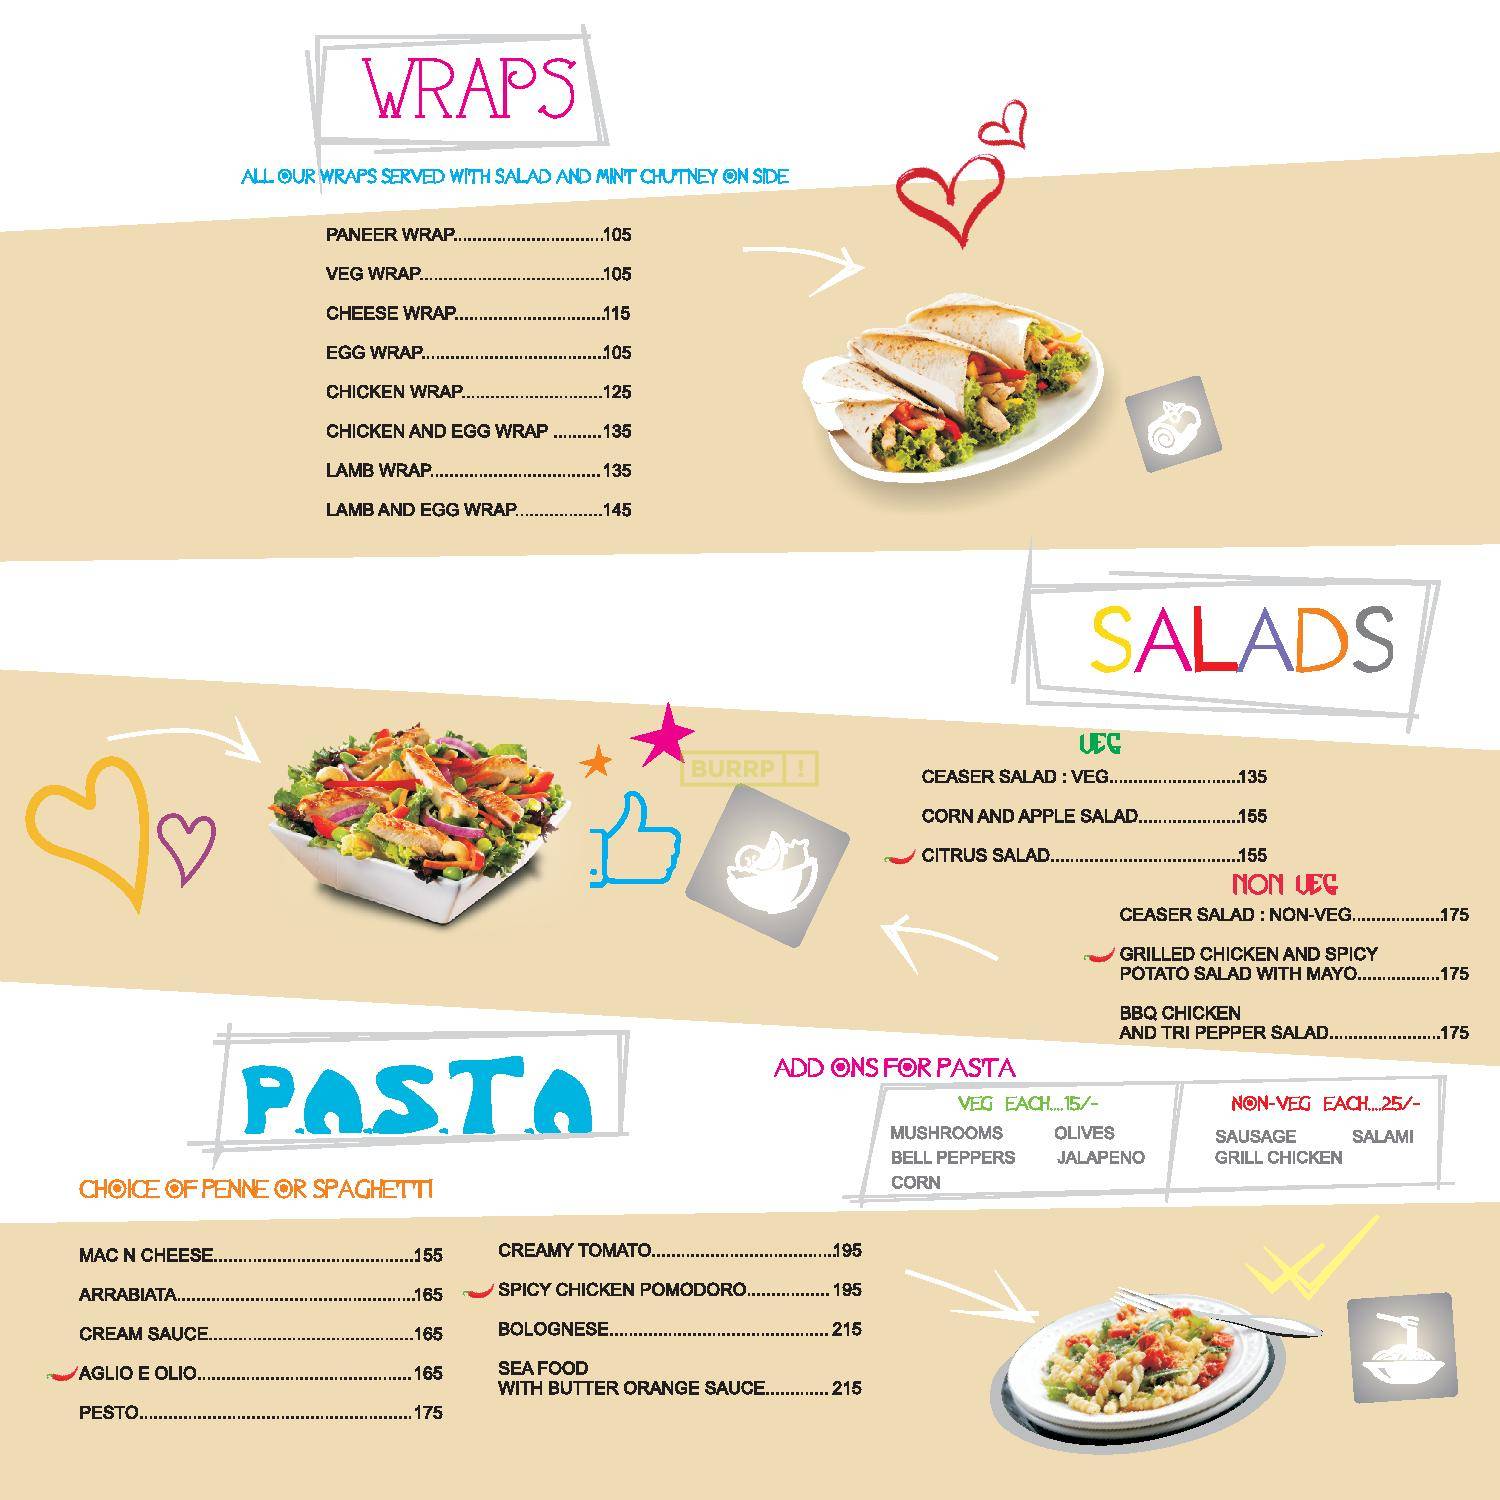 WRAPS
ALL OUR WRAPS SERVED WITH SALAD AND MINT CHUTNEY ON SIDE
PANEER WRAP...............................105
VEG WRAP......................................105
CHEESE WRAP...............................115
EGG WRAP......................................105
CHICKEN WRAP.............................125
CHICKEN AND EGG WRAP ..........135
LAMB WRAP...................................135
LAMB AND EGG WRAP..................145
SALADS
BURRP !
VEG
CEASER SALAD : VEG..........................135
CORN AND APPLE SALAD....................155
CITRUS SALAD.......................................155
NON VEG
CEASER SALAD : NON-VEG..................175
GRILLED CHICKEN AND SPICY
POTATO SALAD WITH MAYO.................175
BBQ CHICKEN
AND TRI PEPPER SALAD.......................175
P.A.S.T.A
CHOICE OF PENNE OR SPAGHETTI
ADD ONS FOR PASTA
VEG EACH....15/-
MUSHROOMS OLIVES
BELL PEPPERS JALAPENO
CORN
NON-VEG EACH....25/-
SAUSAGE SALAMI
GRILL CHICKEN
MAC N CHEESE.........................................155
ARRABIATA.................................................165
CREAM SAUCE..........................................165
AGLIO E OLIO............................................165
PESTO........................................................175
CREAMY TOMATO.....................................195
SPICY CHICKEN POMODORO................. 195
BOLOGNESE............................................. 215
SEA FOOD
WITH BUTTER ORANGE SAUCE............. 215